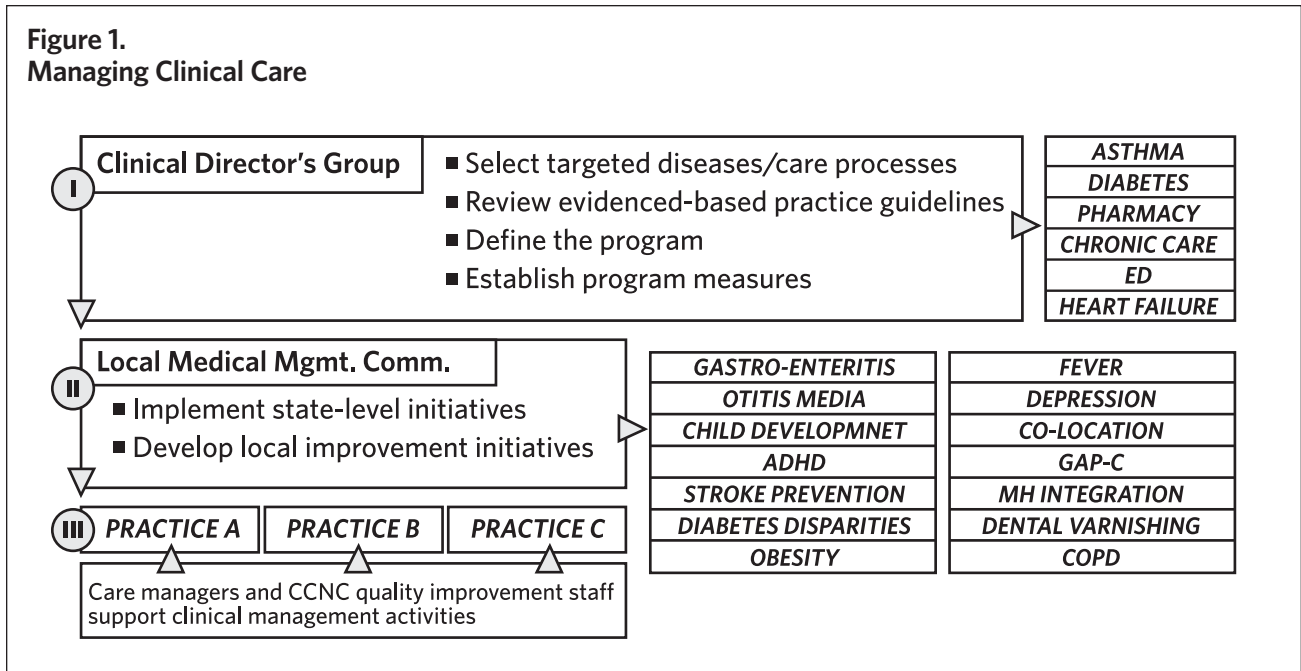 Figure 1.
Managing Clinical Care
I
Clinical Director's Group
■ Select targeted diseases/care processes
■ Review evidenced-based practice guidelines
■ Define the program
■ Establish program measures
ASTHMA
DIABETES
PHARMACY
CHRONIC CARE
ED
HEART FAILURE
II
Local Medical Mgmt. Comm.
■ Implement state-level initiatives
■ Develop local improvement initiatives
GASTRO-ENTERITIS
OTITIS MEDIA
CHILD DEVELOPMNET
ADHD
STROKE PREVENTION
DIABETES DISPARITIES
OBESITY
FEVER
DEPRESSION
CO-LOCATION
GAP-C
MH INTEGRATION
DENTAL VARNISHING
COPD
III
PRACTICE A
PRACTICE B
PRACTICE C
Care managers and CCNC quality improvement staff
support clinical management activities